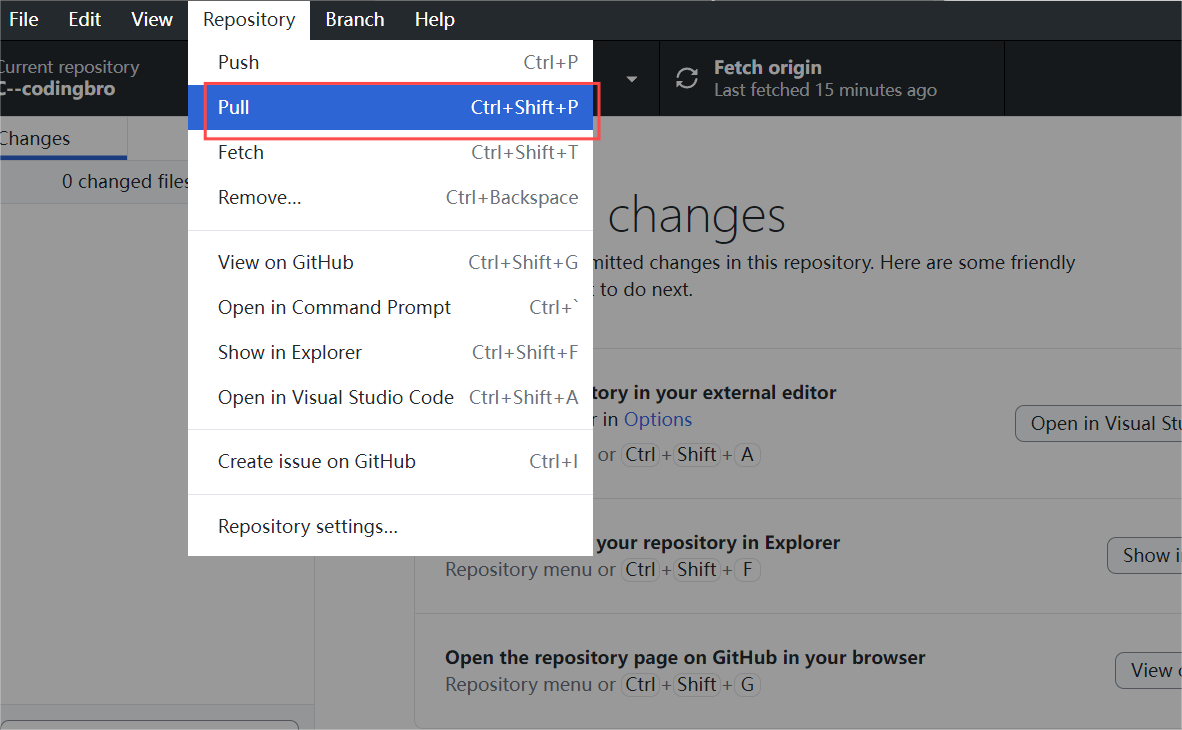 File Edit View Repository Branch Help
Current repository
C--codingbro
Fetch origin
Last fetched 15 minutes ago
Push Ctrl+P
Pull Ctrl+Shift+P
Fetch Ctrl+Shift+T
Remove... Ctrl+Backspace
View on GitHub Ctrl+Shift+G
Open in Command Prompt Ctrl+`
Show in Explorer Ctrl+Shift+F
Open in Visual Studio Code Ctrl+Shift+A
Create issue on GitHub Ctrl+I
Repository settings...
Changes
0 changed files
changes
mitted changes in this repository. Here are some friendly
to do next.
tory in your external editor
r in Options
or Ctrl + Shift + A
Open in Visual Stu
your repository in Explorer
Repository menu or Ctrl + Shift + F
Show i
Open the repository page on GitHub in your browser
Repository menu or Ctrl + Shift + G
View